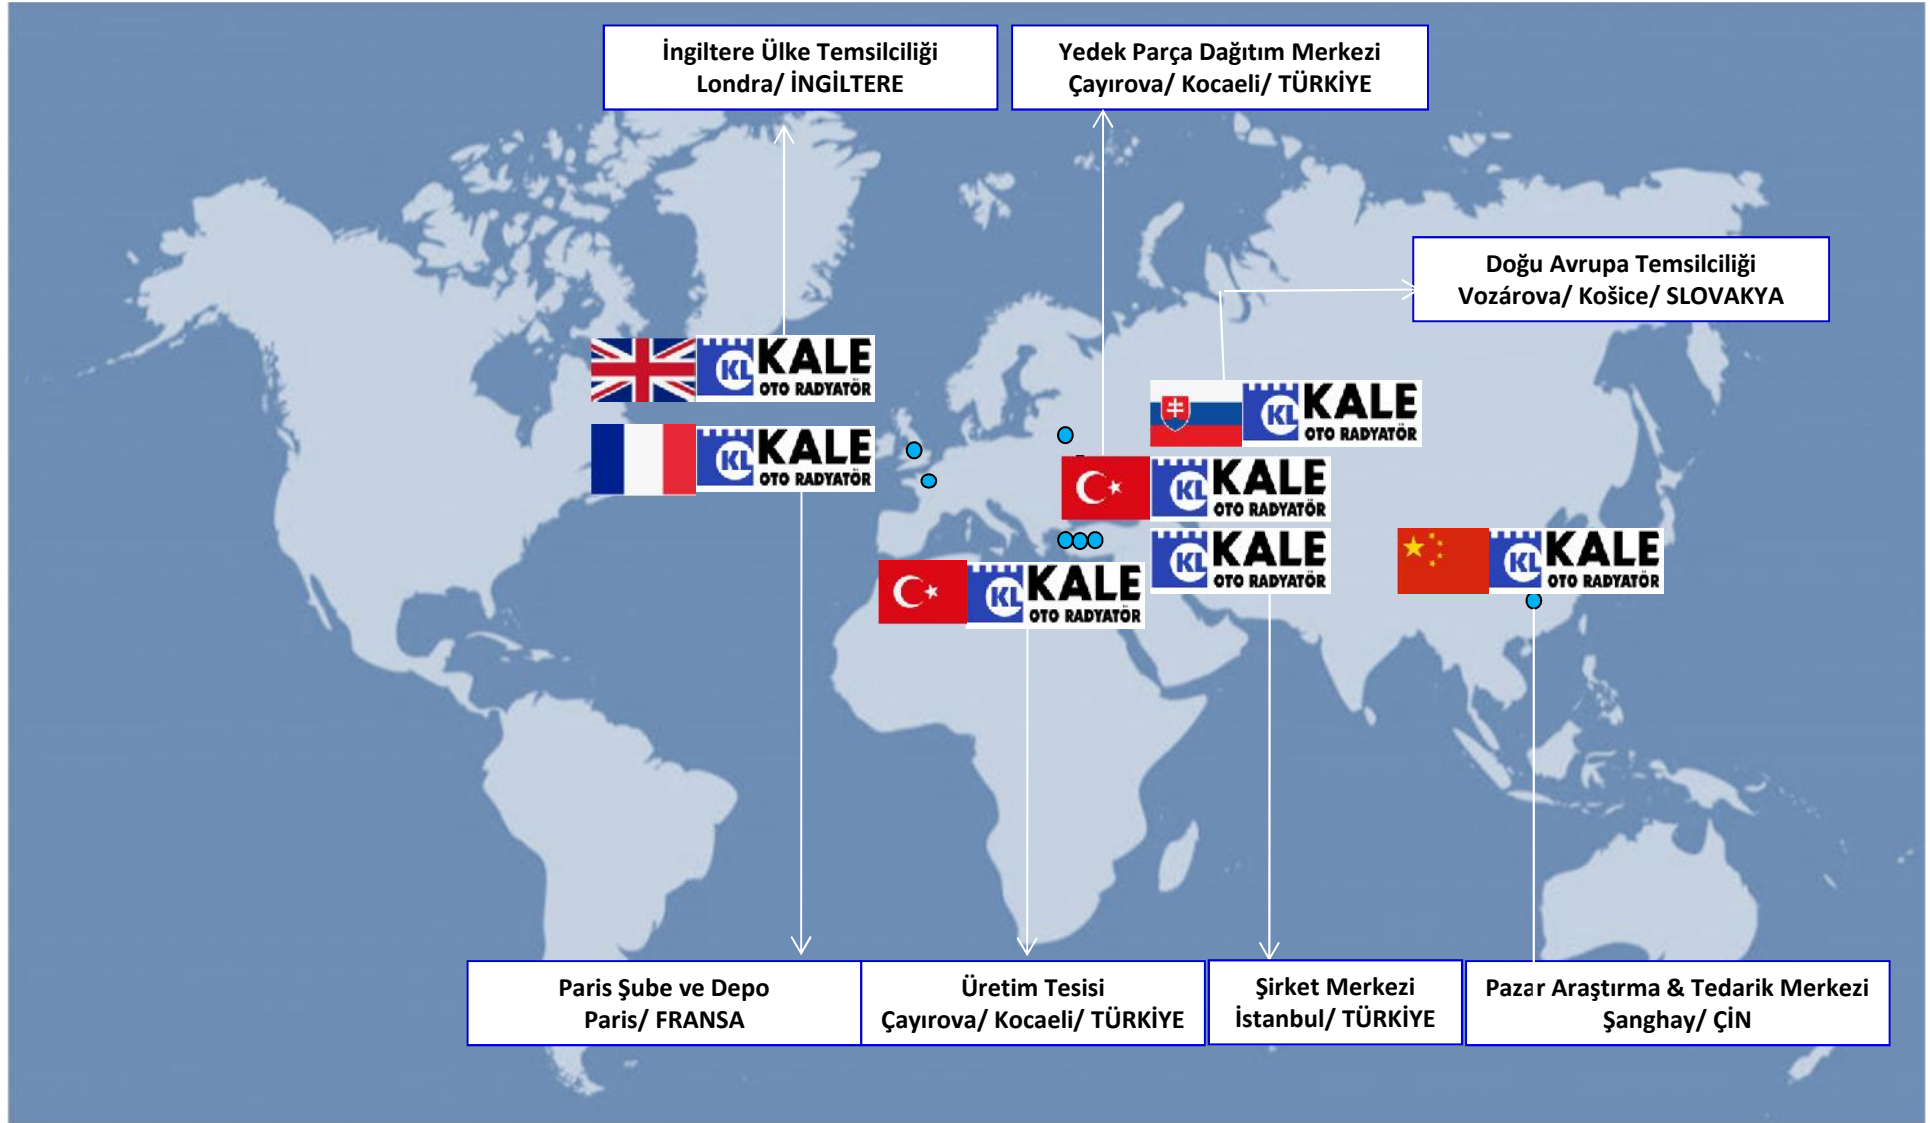 İngiltere Ülke Temsilciliği
Londra/ İNGİLTERE
Yedek Parça Dağıtım Merkezi
Çayırova/ Kocaeli/ TÜRKİYE
Doğu Avrupa Temsilciliği
Vozárova/ Košice/ SLOVAKYA
KL KALE
OTO RADYATÖR
KL KALE
OTO RADYATÖR
KL KALE
OTO RADYATÖR
KL KALE
OTO RADYATÖR
KL KALE
OTO RADYATÖR
KL KALE
OTO RADYATÖR
KL KALE
OTO RADYATÖR
Paris Şube ve Depo
Paris/ FRANSA
Üretim Tesisi
Çayırova/ Kocaeli/ TÜRKİYE
Şirket Merkezi
İstanbul/ TÜRKİYE
Pazar Araştırma & Tedarik Merkezi
Şanghay/ ÇİN